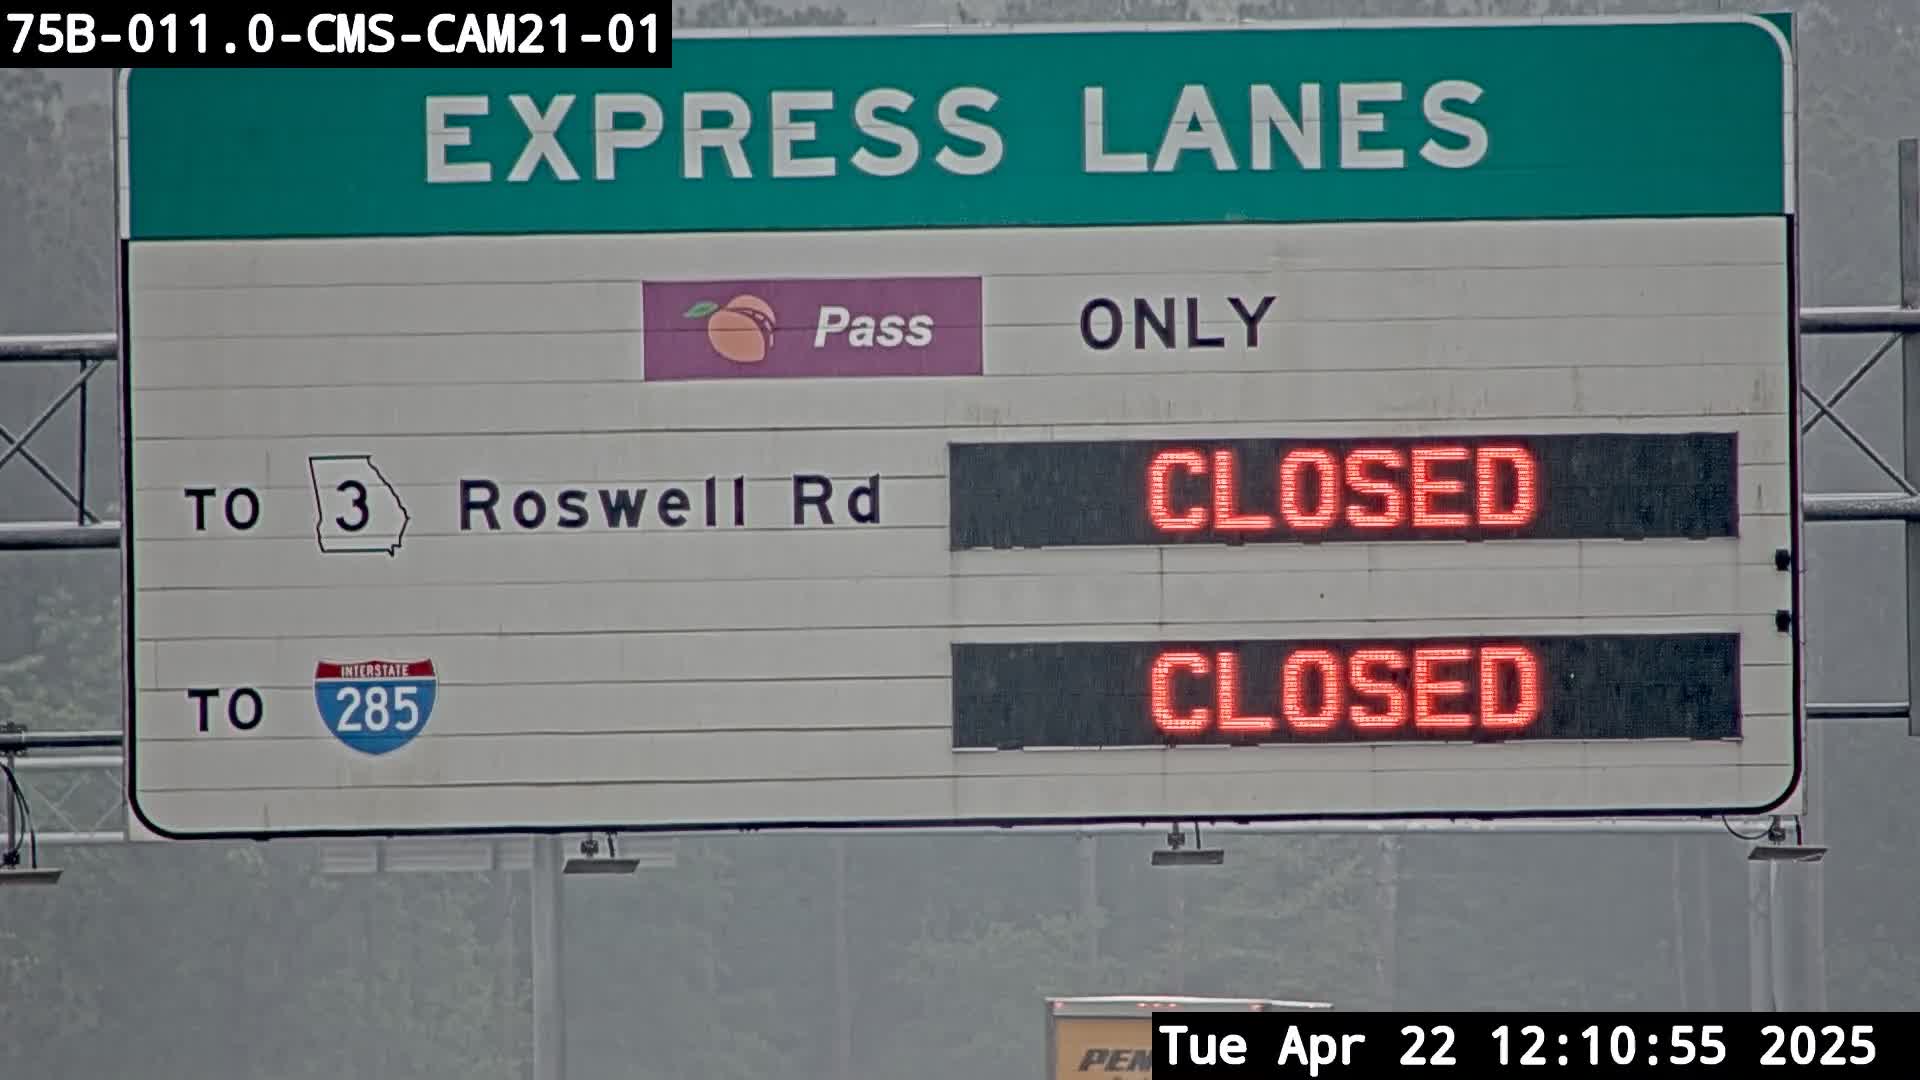 75B-011.0-CMS-CAM21-01
EXPRESS LANES
Pass ONLY
TO 3 Roswell Rd CLOSED
TO INTERSTATE 285 CLOSED
Tue Apr 22 12:10:55 2025